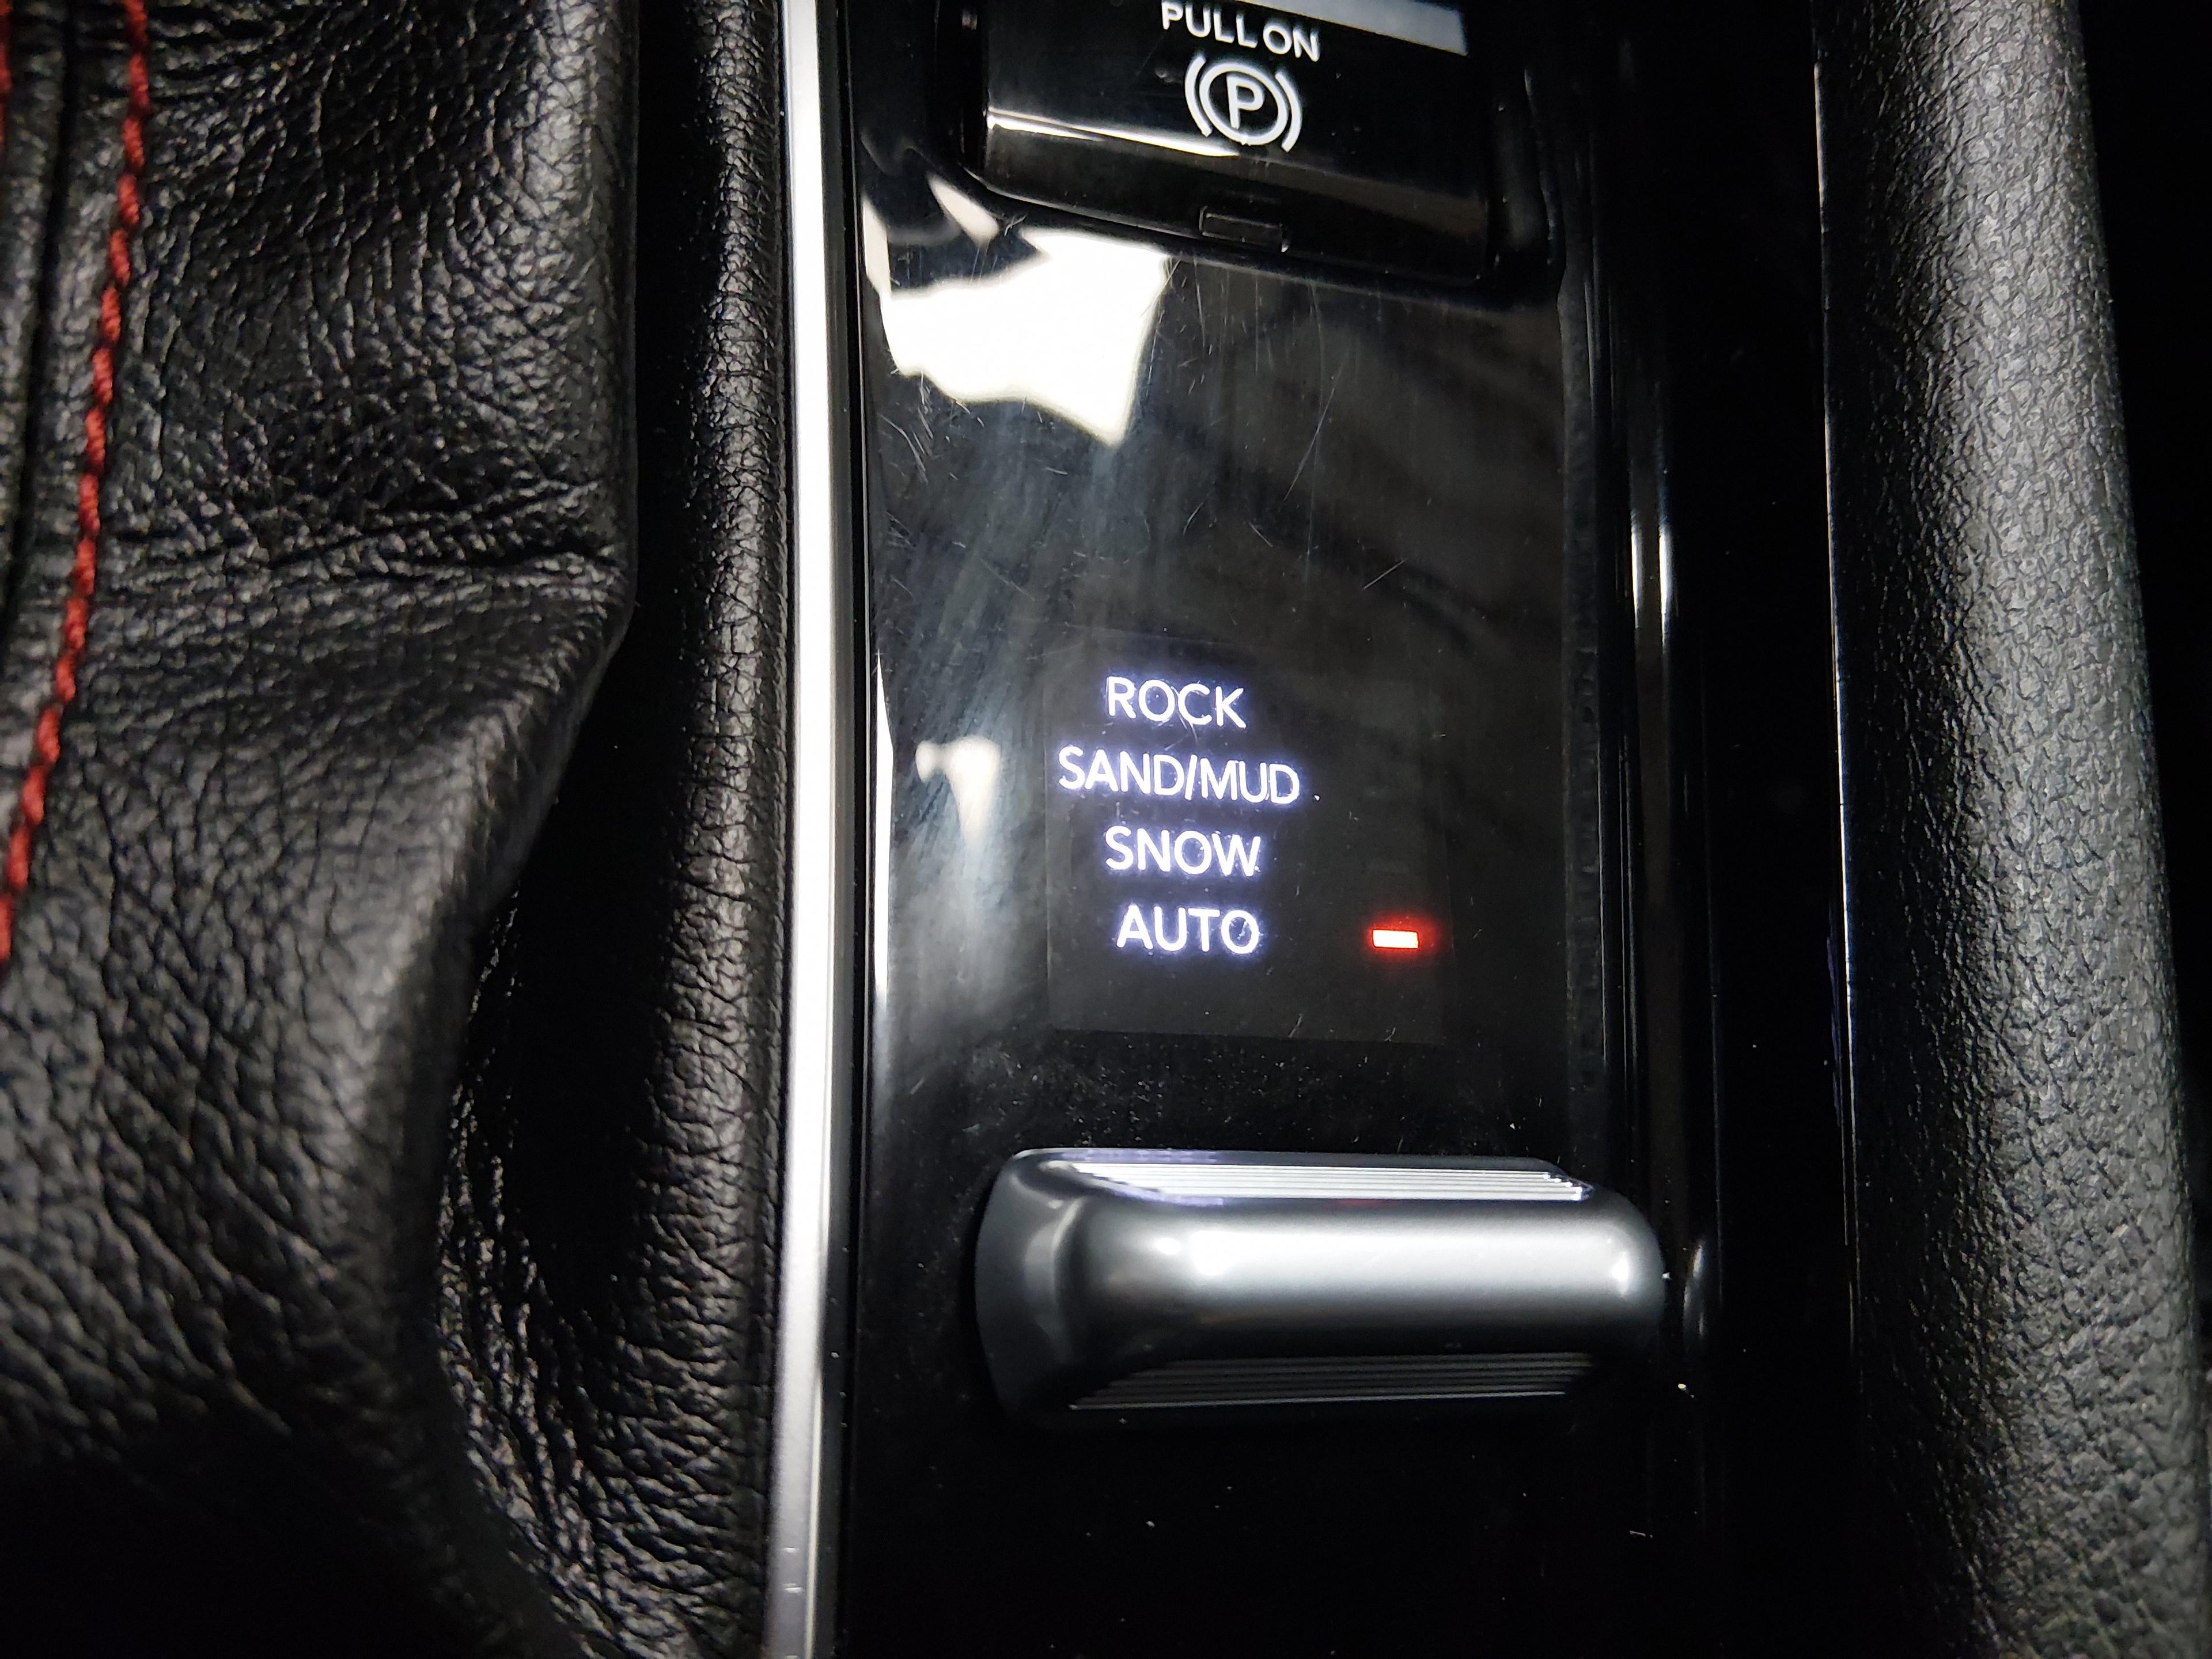 PULL ON
P
ROCK
SAND/MUD
SNOW
AUTO